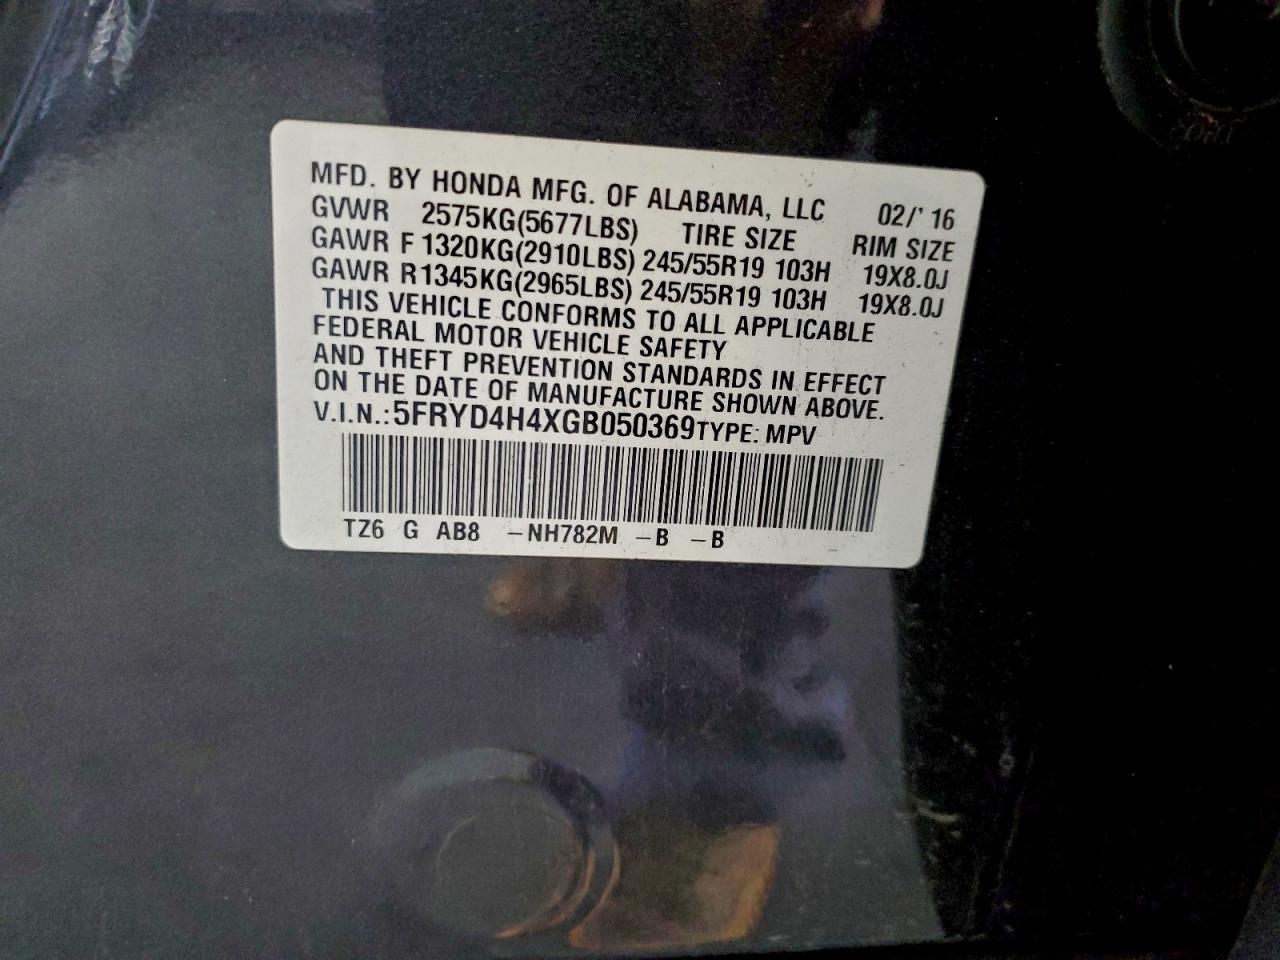 MFD. BY HONDA MFG. OF ALABAMA, LLC 02/' 16
GVWR 2575KG(5677LBS) TIRE SIZE RIM SIZE
GAWR F 1320KG(2910LBS) 245/55R19 103H 19X8.0J
GAWR R 1345KG(2965LBS) 245/55R19 103H 19X8.0J
THIS VEHICLE CONFORMS TO ALL APPLICABLE
FEDERAL MOTOR VEHICLE SAFETY
AND THEFT PREVENTION STANDARDS IN EFFECT
ON THE DATE OF MANUFACTURE SHOWN ABOVE.
V.I.N.: 5FRYD4H4XGB050369 TYPE: MPV
TZ6 G AB8 -NH782M -B -B